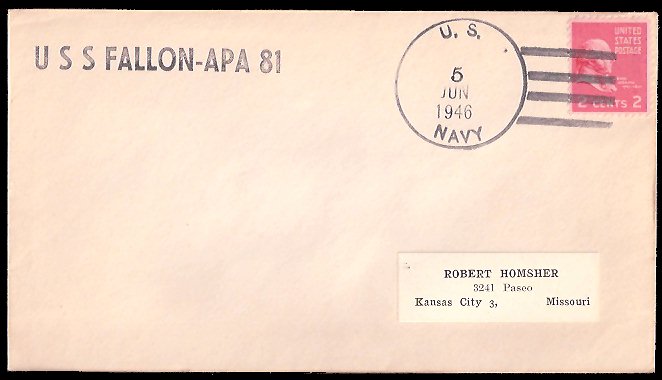 U S S FALLON-APA 81
U. S.
5
JUN
1946
NAVY
UNITED
STATES
POSTAGE
2 CENTS 2
ROBERT HOMSHER
3241 Paseo
Kansas City 3, Missouri